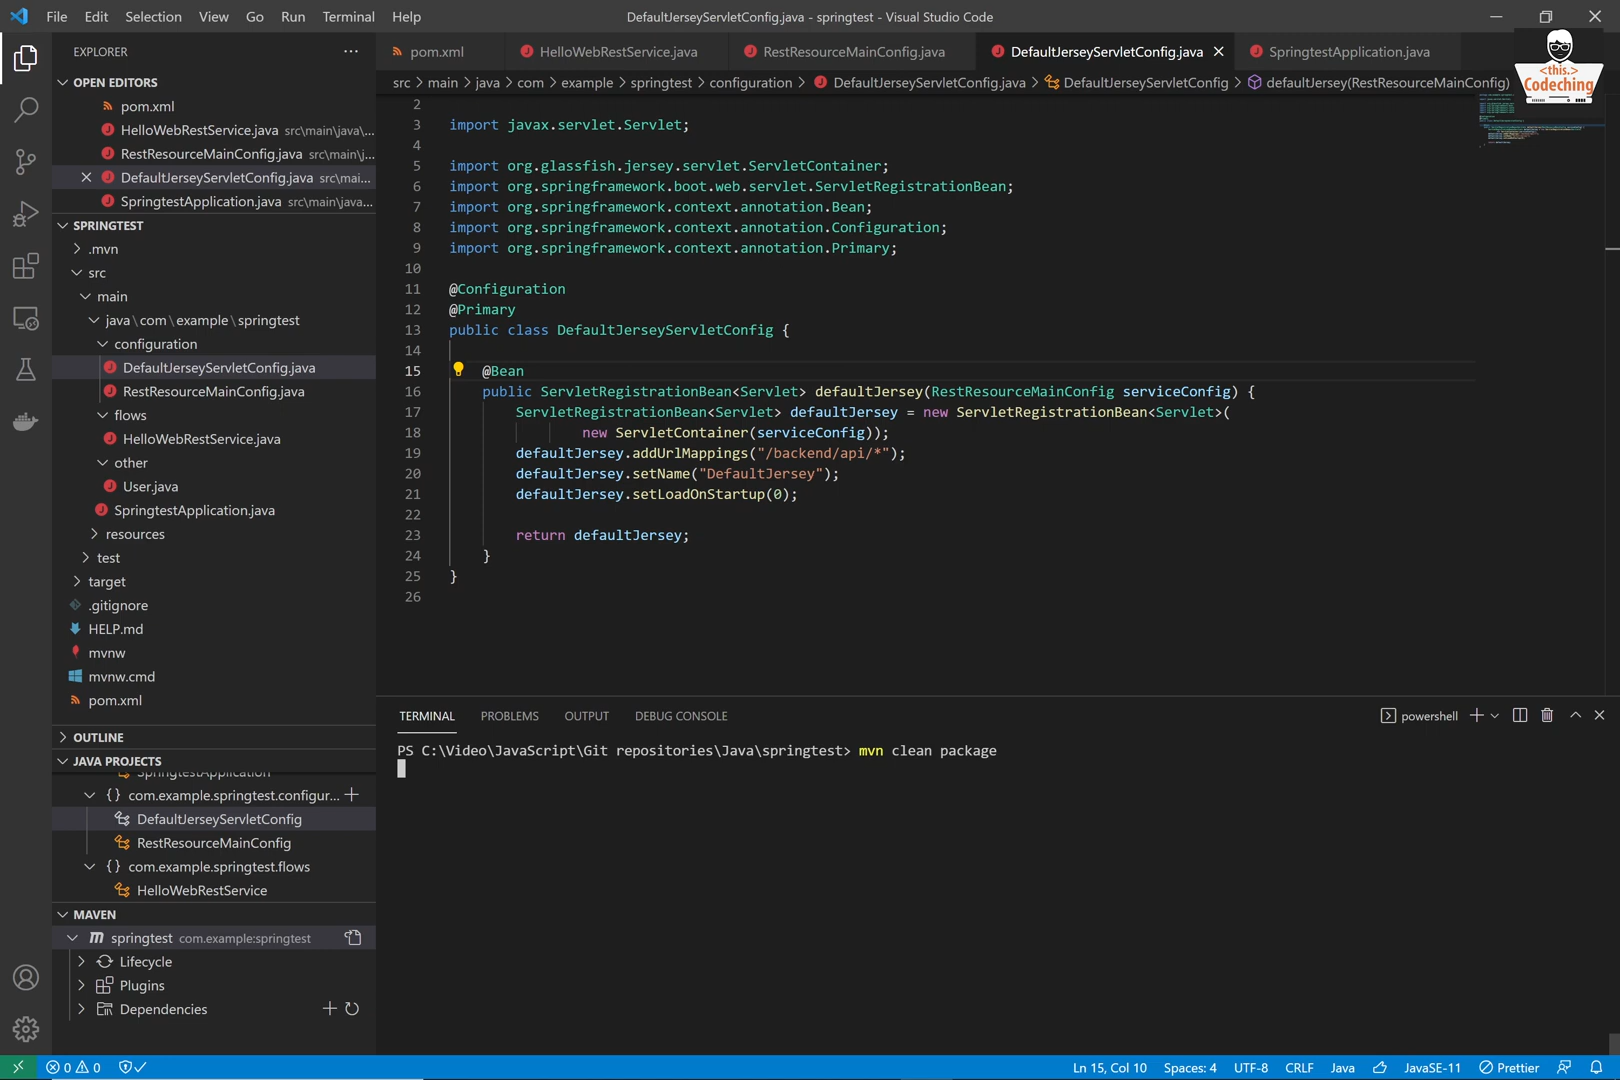 File Edit Selection View Go Run Terminal Help
DefaultJerseyServletConfig.java - springtest - Visual Studio Code
EXPLORER
OPEN EDITORS
pom.xml
HelloWebRestService.java src\main\java\...
RestResourceMainConfig.java src\main\j...
DefaultJerseyServletConfig.java src\mai...
SpringtestApplication.java src\main\java...
SPRINGTEST
.mvn
src
main
java\com\example\springtest
configuration
DefaultJerseyServletConfig.java
RestResourceMainConfig.java
flows
HelloWebRestService.java
other
User.java
SpringtestApplication.java
resources
test
target
.gitignore
HELP.md
mvnw
mvnw.cmd
pom.xml
OUTLINE
JAVA PROJECTS
SpringtestApplication
{} com.example.springtest.configur...
DefaultJerseyServletConfig
RestResourceMainConfig
{} com.example.springtest.flows
HelloWebRestService
MAVEN
springtest com.example:springtest
Lifecycle
Plugins
Dependencies
pom.xml HelloWebRestService.java RestResourceMainConfig.java DefaultJerseyServletConfig.java SpringtestApplication.java
src > main > java > com > example > springtest > configuration > DefaultJerseyServletConfig.java > DefaultJerseyServletConfig > defaultJersey(RestResourceMainConfig)
<this.>
Codeching
2
3 import javax.servlet.Servlet;
4
5 import org.glassfish.jersey.servlet.ServletContainer;
6 import org.springframework.boot.web.servlet.ServletRegistrationBean;
7 import org.springframework.context.annotation.Bean;
8 import org.springframework.context.annotation.Configuration;
9 import org.springframework.context.annotation.Primary;
10
11 @Configuration
12 @Primary
13 public class DefaultJerseyServletConfig {
14
15 @Bean
16 public ServletRegistrationBean<Servlet> defaultJersey(RestResourceMainConfig serviceConfig) {
17 ServletRegistrationBean<Servlet> defaultJersey = new ServletRegistrationBean<Servlet>(
18 new ServletContainer(serviceConfig));
19 defaultJersey.addUrlMappings("/backend/api/*");
20 defaultJersey.setName("DefaultJersey");
21 defaultJersey.setLoadOnStartup(0);
22
23 return defaultJersey;
24 }
25 }
26
TERMINAL PROBLEMS OUTPUT DEBUG CONSOLE
powershell
PS C:\Video\JavaScript\Git repositories\Java\springtest> mvn clean package
0 0
Ln 15, Col 10 Spaces: 4 UTF-8 CRLF Java JavaSE-11 Prettier